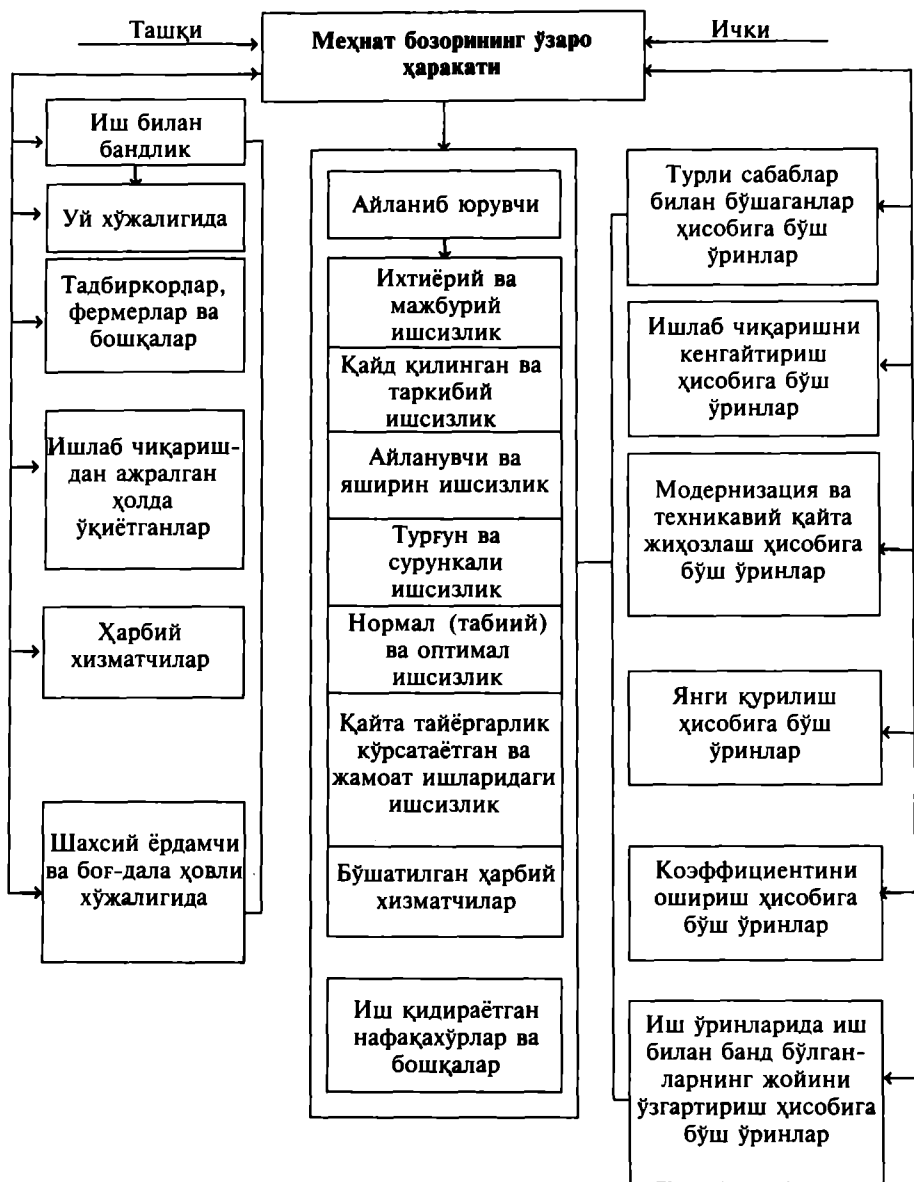 Ташқи
Меҳнат бозорининг ўзаро
ҳаракати
Ички
Иш билан
бандлик
Уй хўжалигида
Тадбиркорлар,
фермерлар ва
бошқалар
Ишлаб чиқариш-
дан ажралган
ҳолда
ўқиётганлар
Ҳарбий
хизматчилар
Шахсий ёрдамчи
ва боғ-дала ҳовли
хўжалигида
Айланиб юрувчи
Ихтиёрий ва
мажбурий
ишсизлик
Қайд қилинган ва
таркибий
ишсизлик
Айланувчи ва
яширин ишсизлик
Турғун ва
сурункали
ишсизлик
Нормал (табиий)
ва оптимал
ишсизлик
Қайта тайёргарлик
кўрсатаётган ва
жамоат ишларидаги
ишсизлик
Бўшатилган ҳарбий
хизматчилар
Иш қидираётган
нафақахўрлар ва
бошқалар
Турли сабаблар
билан бўшаганлар
ҳисобига бўш
ўринлар
Ишлаб чиқаришни
кенгайтириш
ҳисобига бўш
ўринлар
Модернизация ва
техникавий қайта
жиҳозлаш ҳисобига
бўш ўринлар
Янги қурилиш
ҳисобига бўш
ўринлар
Коэффициентини
ошириш ҳисобига
бўш ўринлар
Иш ўринларида иш
билан банд бўлган-
ларнинг жойини
ўзгартириш ҳисобига
бўш ўринлар